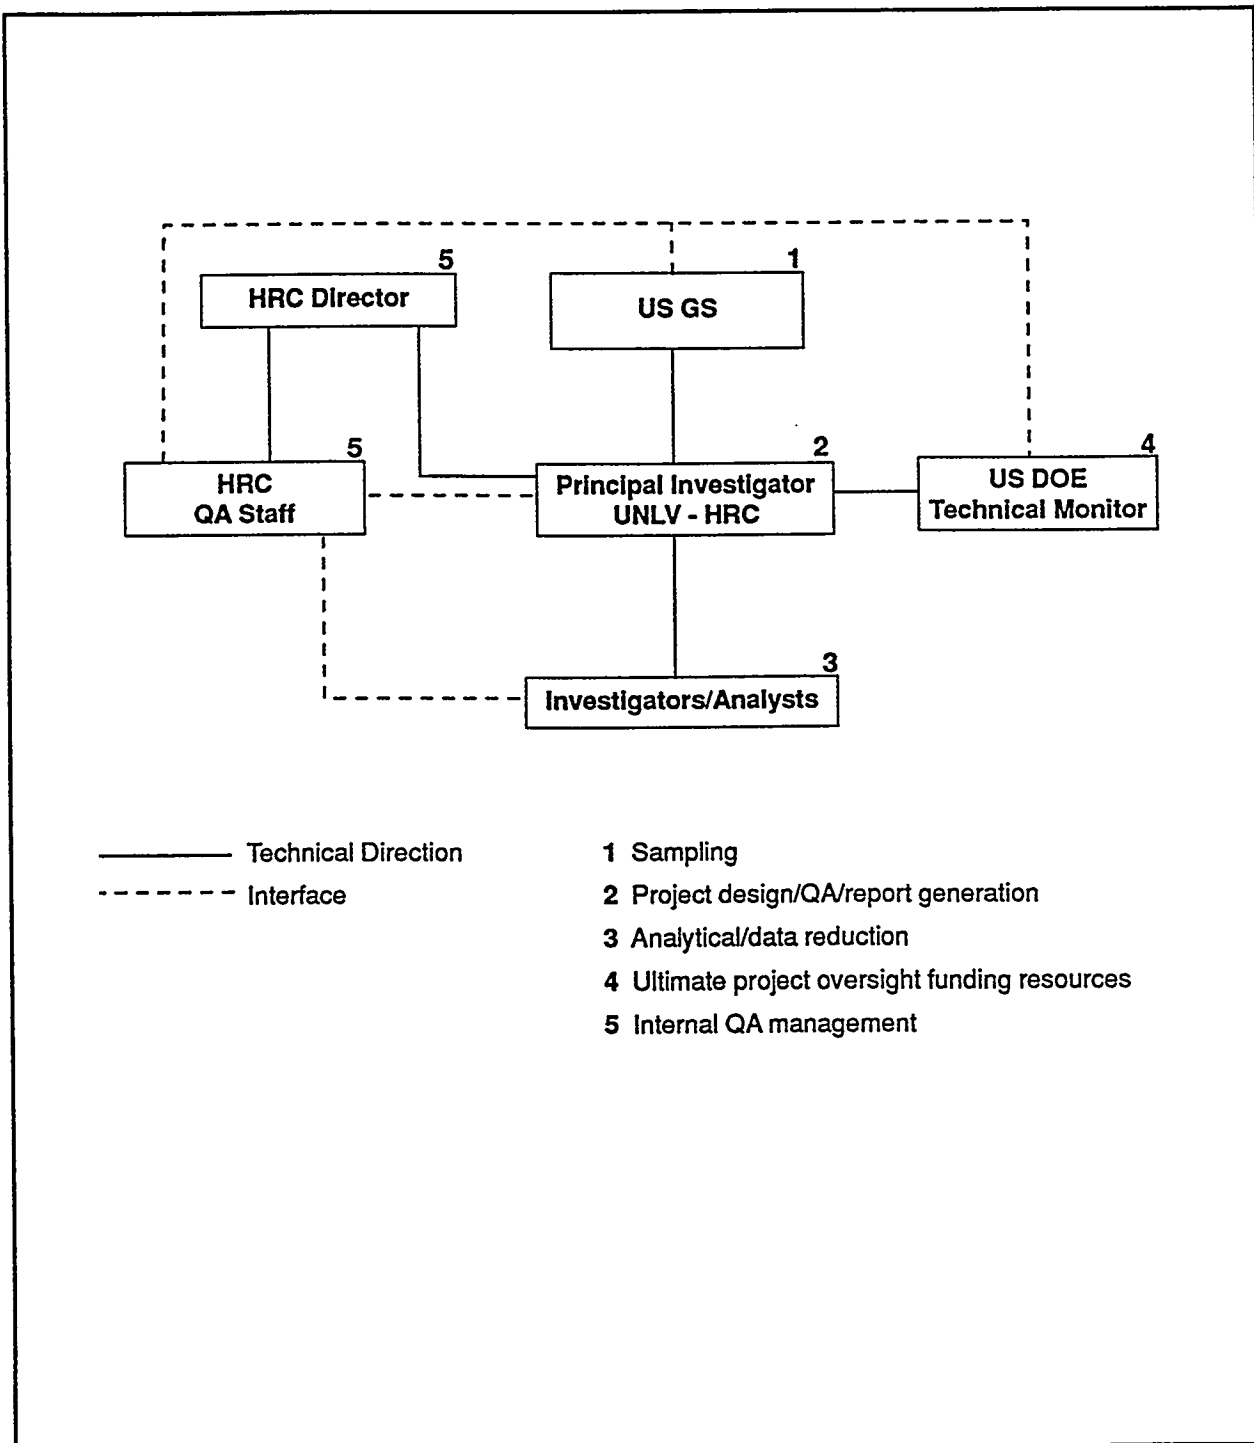 5
HRC Director
1
US GS
5
HRC
QA Staff
2
Principal Investigator
UNLV - HRC
4
US DOE
Technical Monitor
3
Investigators/Analysts
Technical Direction
Interface
1 Sampling
2 Project design/QA/report generation
3 Analytical/data reduction
4 Ultimate project oversight funding resources
5 Internal QA management